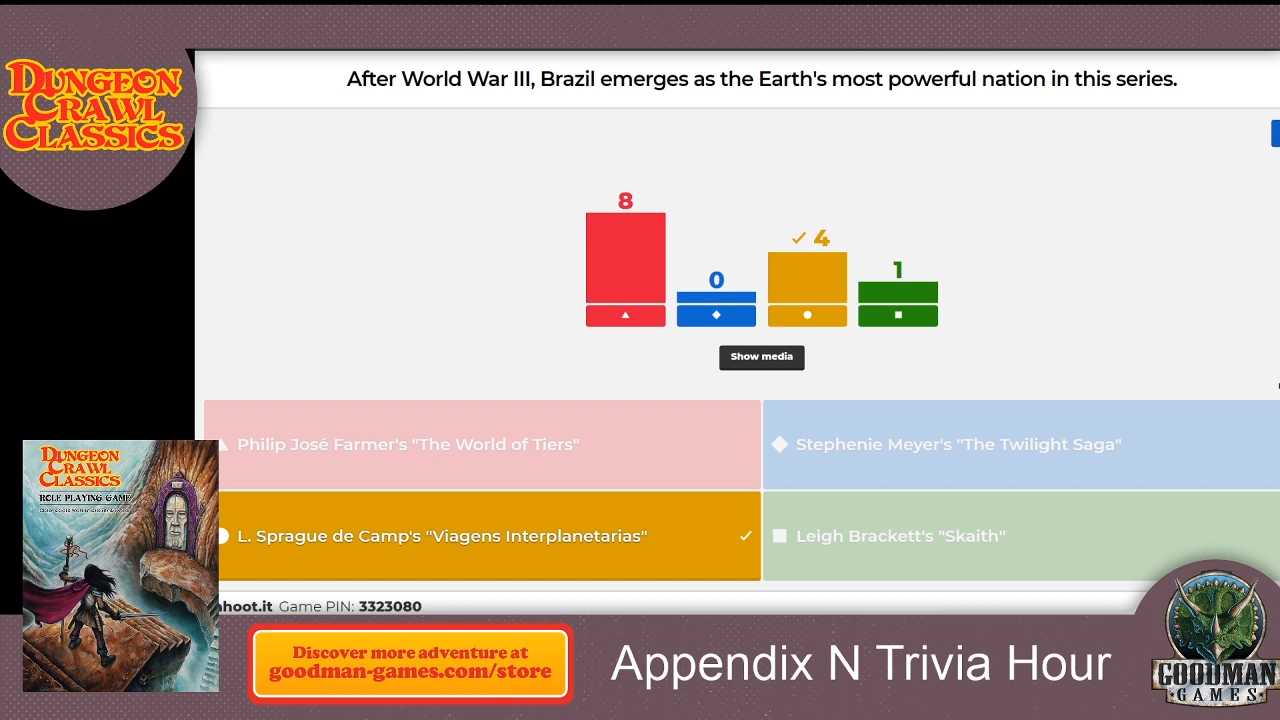 DUNGEON
CRAWL
CLASSICS
After World War III, Brazil emerges as the Earth's most powerful nation in this series.
8
0
4
1
Show media
Philip José Farmer's "The World of Tiers"
Stephenie Meyer's "The Twilight Saga"
L. Sprague de Camp's "Viagens Interplanetarias"
Leigh Brackett's "Skaith"
DUNGEON
CRAWL
CLASSICS
ROLE PLAYING GAME
ahoot.it Game PIN: 3323080
Discover more adventure at
goodman-games.com/store
Appendix N Trivia Hour
GOODMAN
GAMES